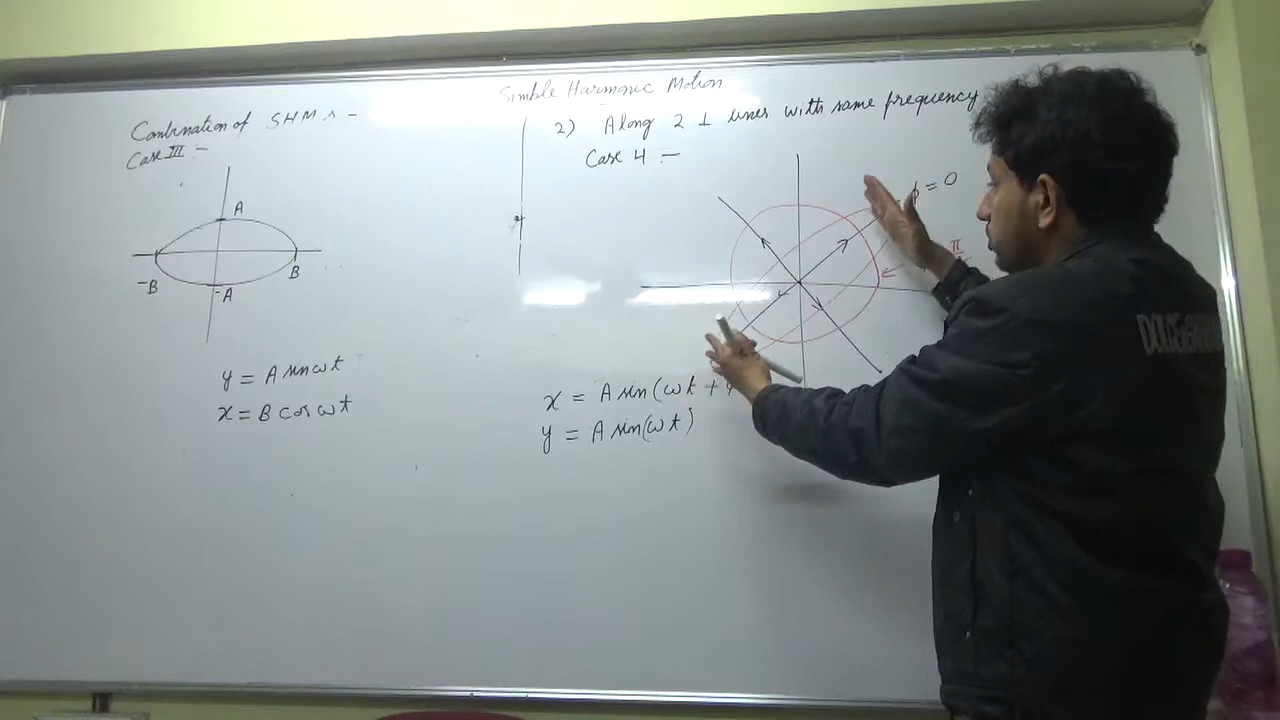 Simble Harmonic Motion
Combination of SHM s -
Case III :-
A
-B
B
-A
y = A sin ωt
x = B cos ωt
2) Along 2 ⊥ lines with same frequency
Case 4 :-
ϕ = 0
π
x = A sin(ωt +
y = A sin(ωt)